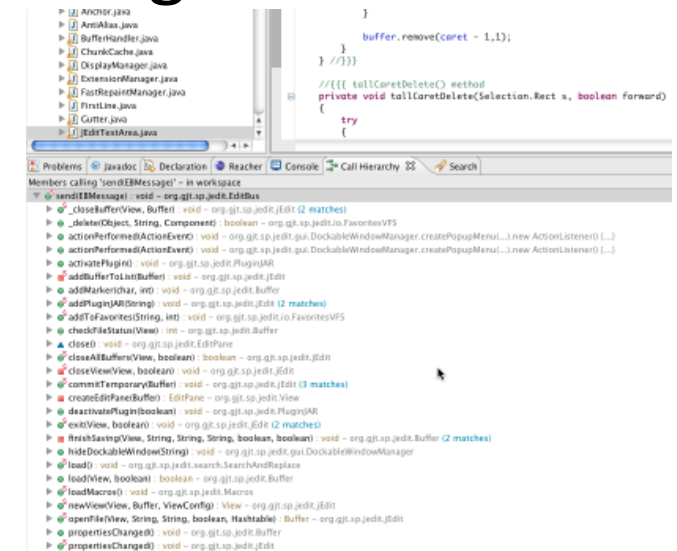 Anchor.java
AntiAlias.java
BufferHandler.java
ChunkCache.java
DisplayManager.java
ExtensionManager.java
FastRepaintManager.java
FirstLine.java
Gutter.java
JEditTextArea.java
}
buffer.remove(caret - 1,1);
}
} //}}}
//{{{ tallCaretDelete() method
private void tallCaretDelete(Selection.Rect s, boolean forward)
{
try
{
Problems @ Javadoc Declaration Reacher Console Call Hierarchy Search
Members calling 'send(EBMessage)' - in workspace
send(EBMessage) : void - org.gjt.sp.jedit.EditBus
_closeBuffer(View, Buffer) : void - org.gjt.sp.jedit.jEdit (2 matches)
_delete(Object, String, Component) : boolean - org.gjt.sp.jedit.io.FavoritesVFS
actionPerformed(ActionEvent) : void - org.gjt.sp.jedit.gui.DockableWindowManager.createPopupMenu(...).new ActionListener() {...}
actionPerformed(ActionEvent) : void - org.gjt.sp.jedit.gui.DockableWindowManager.createPopupMenu(...).new ActionListener() {...}
activatePlugin() : void - org.gjt.sp.jedit.PluginJAR
addBufferToList(Buffer) : void - org.gjt.sp.jedit.jEdit
addMarker(char, int) : void - org.gjt.sp.jedit.Buffer
addPluginJAR(String) : void - org.gjt.sp.jedit.jEdit (2 matches)
addToFavorites(String, int) : void - org.gjt.sp.jedit.io.FavoritesVFS
checkFileStatus(View) : int - org.gjt.sp.jedit.Buffer
close() : void - org.gjt.sp.jedit.EditPane
closeAllBuffers(View, boolean) : boolean - org.gjt.sp.jedit.jEdit
closeView(View, boolean) : void - org.gjt.sp.jedit.jEdit
commitTemporary(Buffer) : void - org.gjt.sp.jedit.jEdit (3 matches)
createEditPane(Buffer) : EditPane - org.gjt.sp.jedit.View
deactivatePlugin(boolean) : void - org.gjt.sp.jedit.PluginJAR
exit(View, boolean) : void - org.gjt.sp.jedit.jEdit (2 matches)
finishSaving(View, String, String, String, boolean, boolean) : void - org.gjt.sp.jedit.Buffer (2 matches)
hideDockableWindow(String) : void - org.gjt.sp.jedit.gui.DockableWindowManager
load() : void - org.gjt.sp.jedit.search.SearchAndReplace
load(View, boolean) : boolean - org.gjt.sp.jedit.Buffer
loadMacros() : void - org.gjt.sp.jedit.Macros
newView(View, Buffer, ViewConfig) : View - org.gjt.sp.jedit.jEdit
openFile(View, String, String, boolean, Hashtable) : Buffer - org.gjt.sp.jedit.jEdit
propertiesChanged() : void - org.gjt.sp.jedit.Buffer
propertiesChanged() : void - org.gjt.sp.jedit.jEdit